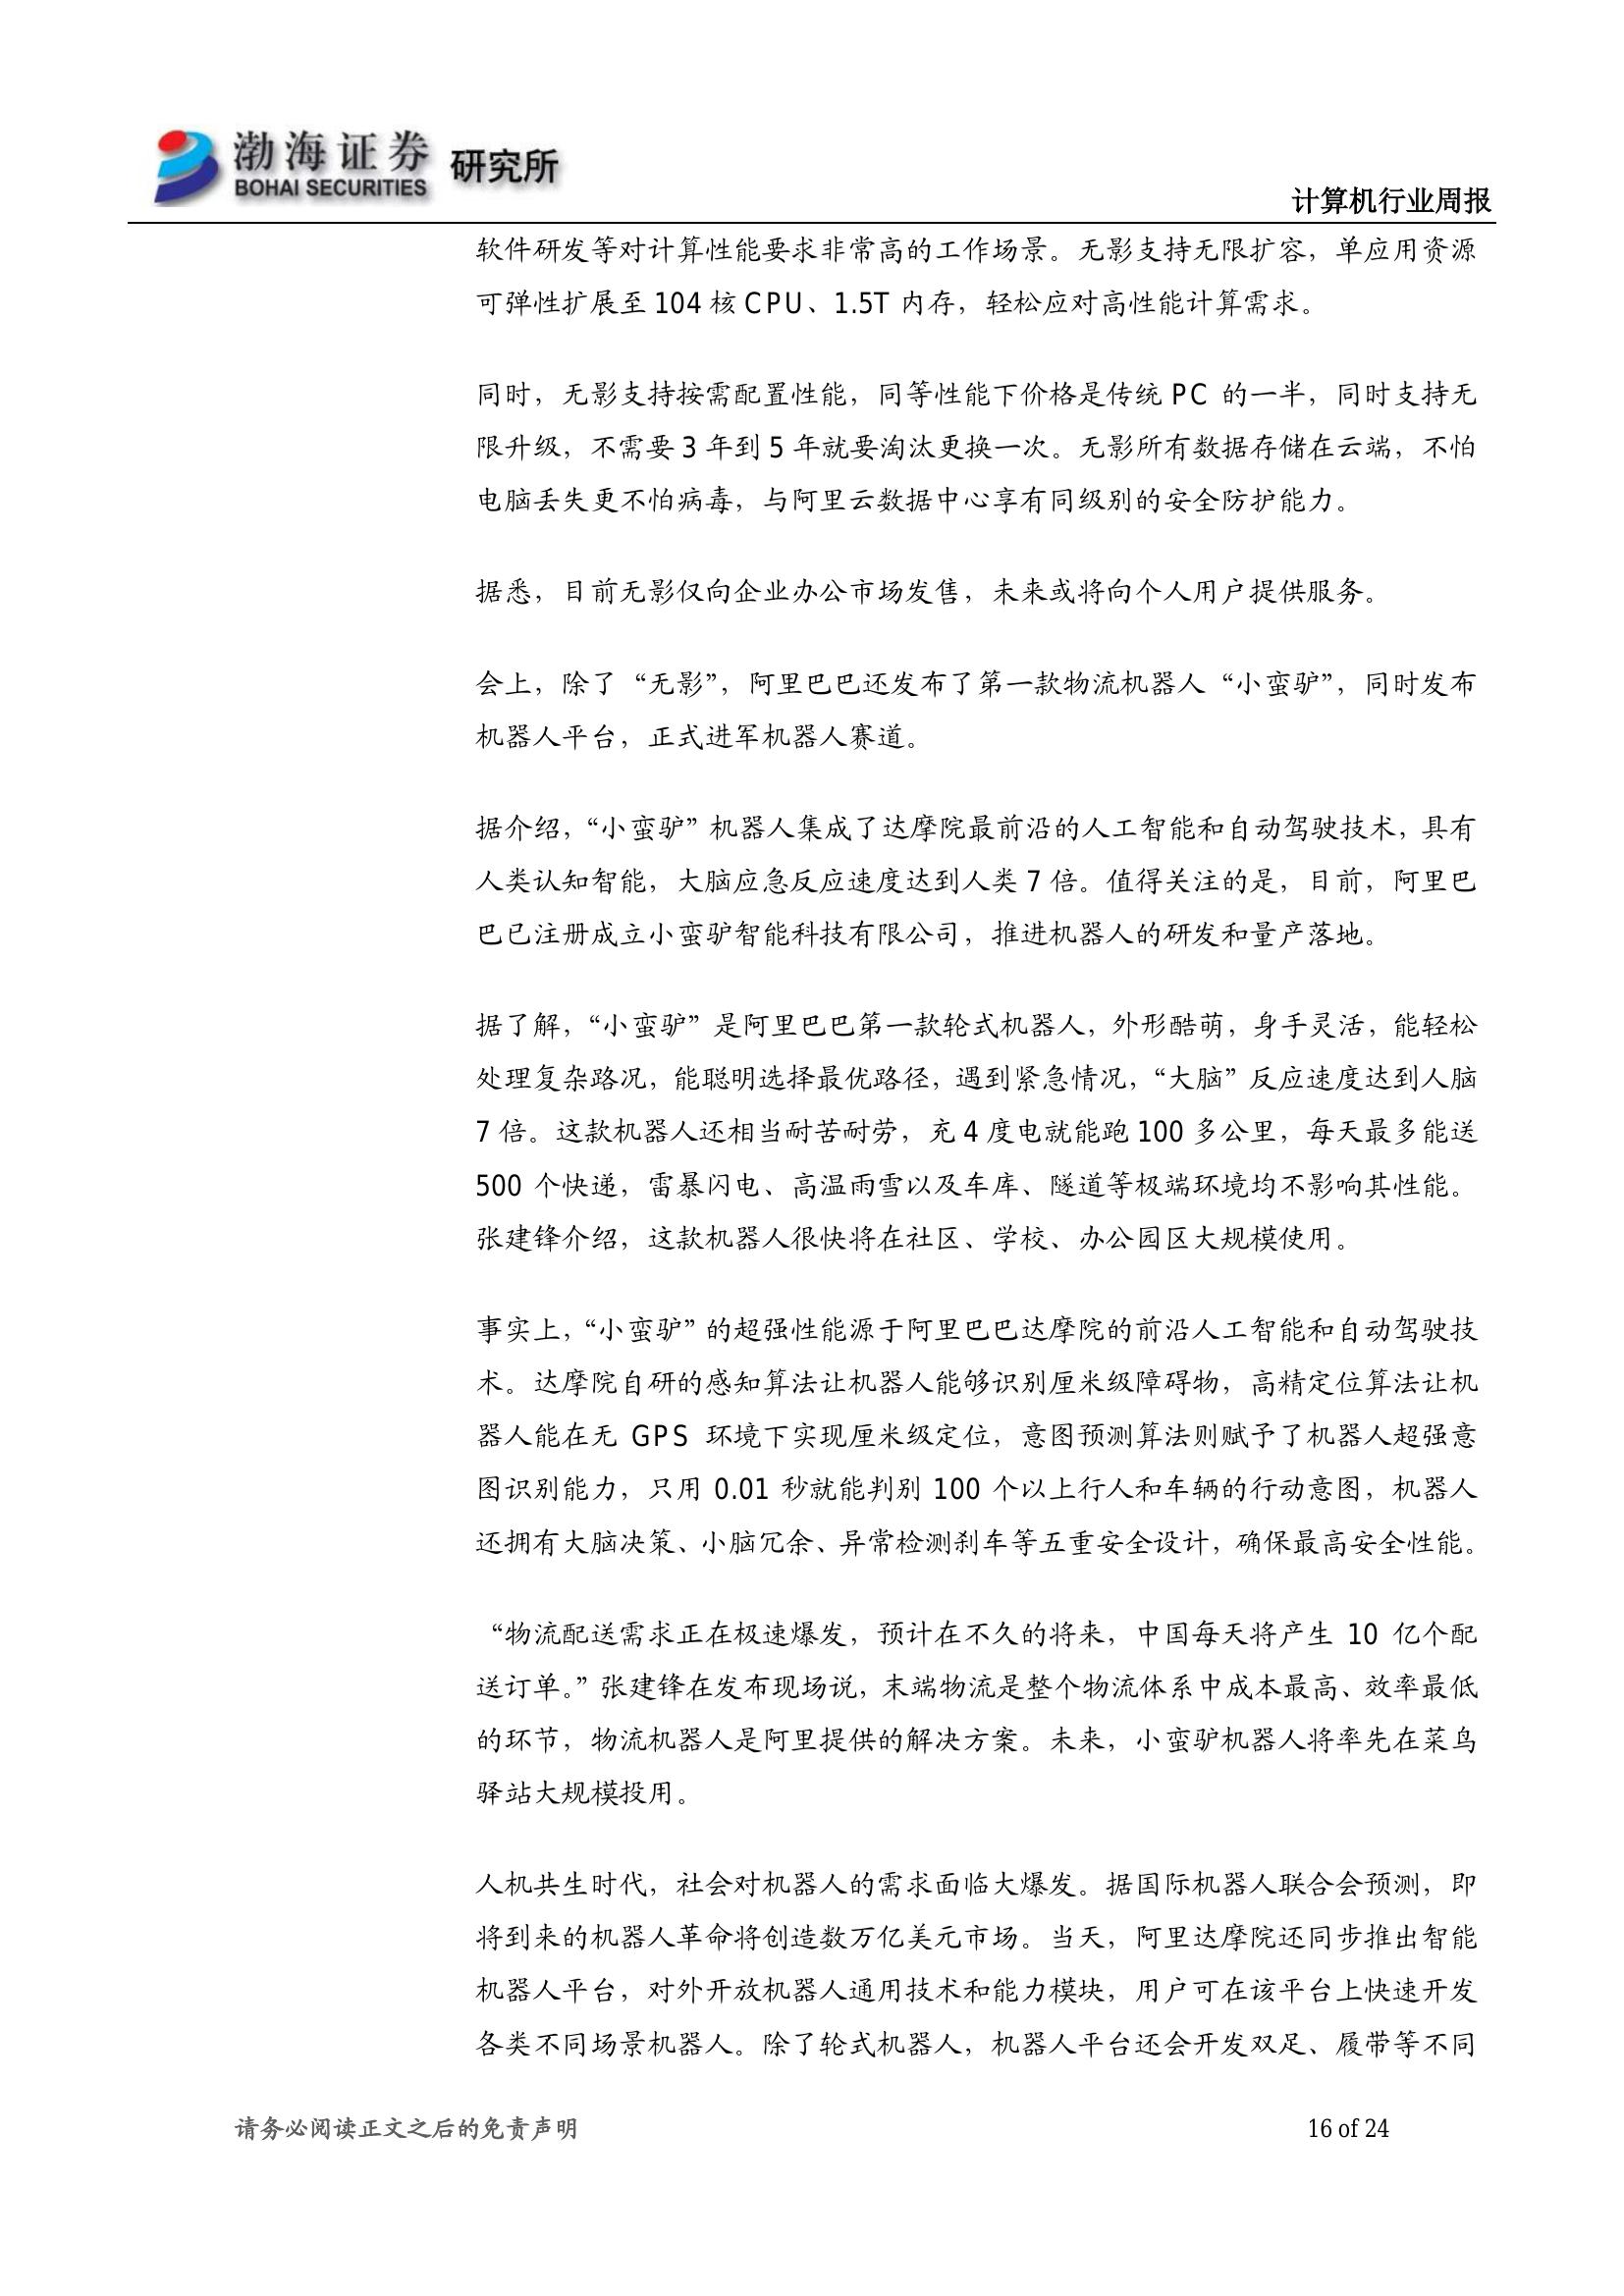 渤海证券 研究所
BOHAI SECURITIES
计算机行业周报
软件研发等对计算性能要求非常高的工作场景。无影支持无限扩容，单应用资源
可弹性扩展至 104 核 CPU、1.5T 内存，轻松应对高性能计算需求。
同时，无影支持按需配置性能，同等性能下价格是传统 PC 的一半，同时支持无
限升级，不需要 3 年到 5 年就要淘汰更换一次。无影所有数据存储在云端，不怕
电脑丢失更不怕病毒，与阿里云数据中心享有同级别的安全防护能力。
据悉，目前无影仅向企业办公市场发售，未来或将向个人用户提供服务。
会上，除了“无影”，阿里巴巴还发布了第一款物流机器人“小蛮驴”，同时发布
机器人平台，正式进军机器人赛道。
据介绍，“小蛮驴”机器人集成了达摩院最前沿的人工智能和自动驾驶技术，具有
人类认知智能，大脑应急反应速度达到人类 7 倍。值得关注的是，目前，阿里巴
巴已注册成立小蛮驴智能科技有限公司，推进机器人的研发和量产落地。
据了解，“小蛮驴”是阿里巴巴第一款轮式机器人，外形酷萌，身手灵活，能轻松
处理复杂路况，能聪明选择最优路径，遇到紧急情况，“大脑”反应速度达到人脑
7 倍。这款机器人还相当耐苦耐劳，充 4 度电就能跑 100 多公里，每天最多能送
500 个快递，雷暴闪电、高温雨雪以及车库、隧道等极端环境均不影响其性能。
张建锋介绍，这款机器人很快将在社区、学校、办公园区大规模使用。
事实上，“小蛮驴”的超强性能源于阿里巴巴达摩院的前沿人工智能和自动驾驶技
术。达摩院自研的感知算法让机器人能够识别厘米级障碍物，高精定位算法让机
器人能在无 GPS 环境下实现厘米级定位，意图预测算法则赋予了机器人超强意
图识别能力，只用 0.01 秒就能判别 100 个以上行人和车辆的行动意图，机器人
还拥有大脑决策、小脑冗余、异常检测刹车等五重安全设计，确保最高安全性能。
“物流配送需求正在极速爆发，预计在不久的将来，中国每天将产生 10 亿个配
送订单。”张建锋在发布现场说，末端物流是整个物流体系中成本最高、效率最低
的环节，物流机器人是阿里提供的解决方案。未来，小蛮驴机器人将率先在菜鸟
驿站大规模投用。
人机共生时代，社会对机器人的需求面临大爆发。据国际机器人联合会预测，即
将到来的机器人革命将创造数万亿美元市场。当天，阿里达摩院还同步推出智能
机器人平台，对外开放机器人通用技术和能力模块，用户可在该平台上快速开发
各类不同场景机器人。除了轮式机器人，机器人平台还会开发双足、履带等不同
请务必阅读正文之后的免责声明
16 of 24